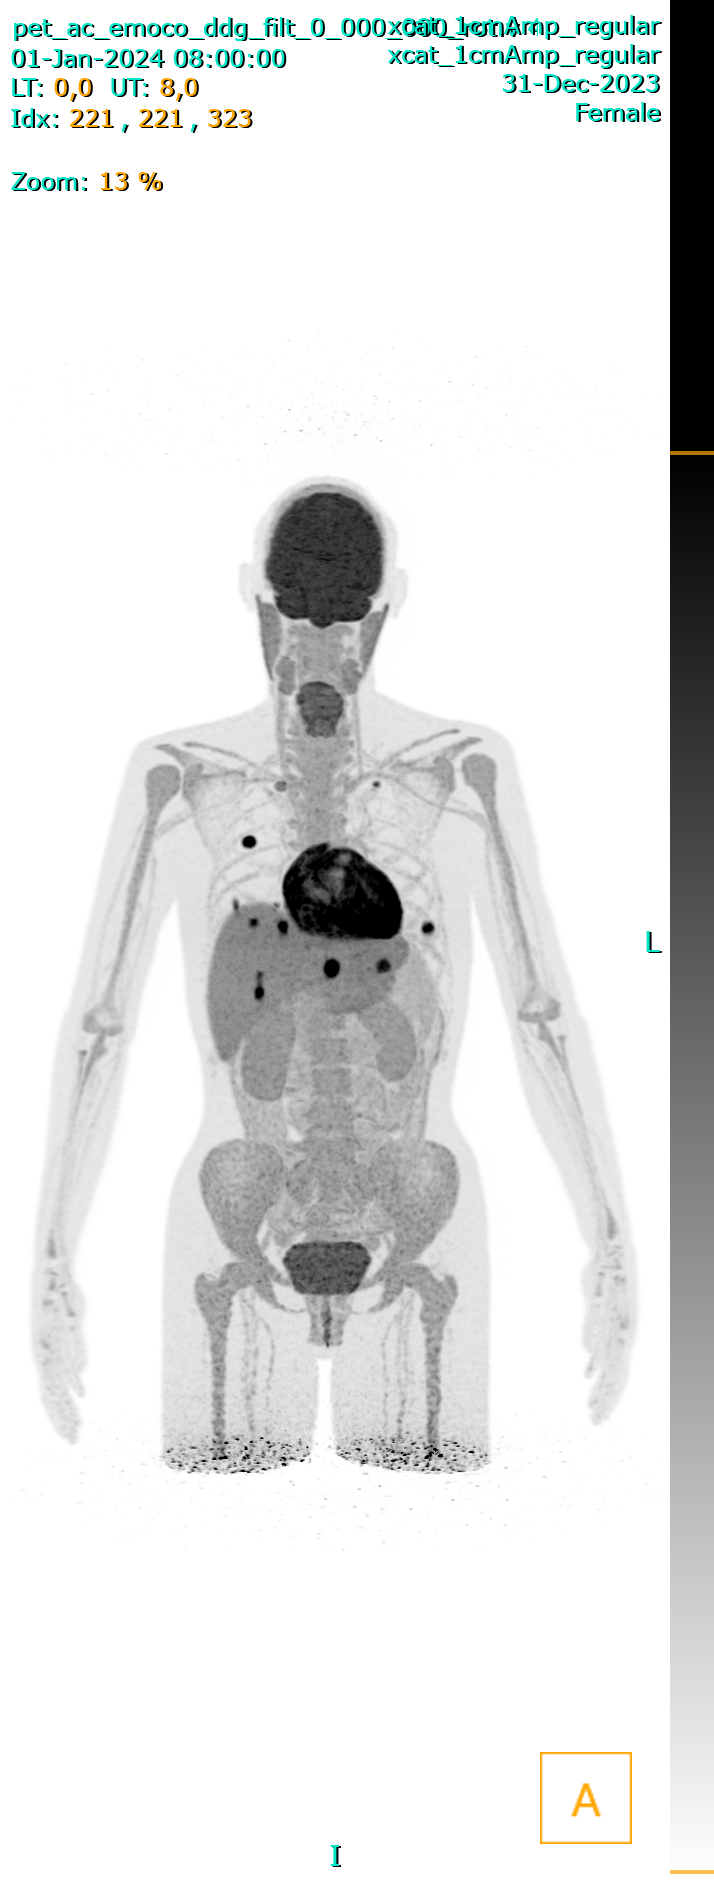 pet_ac_emoco_ddg_filt_0_000_000
xcat_1cmAmp_regular
01-Jan-2024 08:00:00
xcat_1cmAmp_regular
LT: 0,0 UT: 8,0
31-Dec-2023
Idx: 221 , 221 , 323
Female
Zoom: 13 %
L
A
I